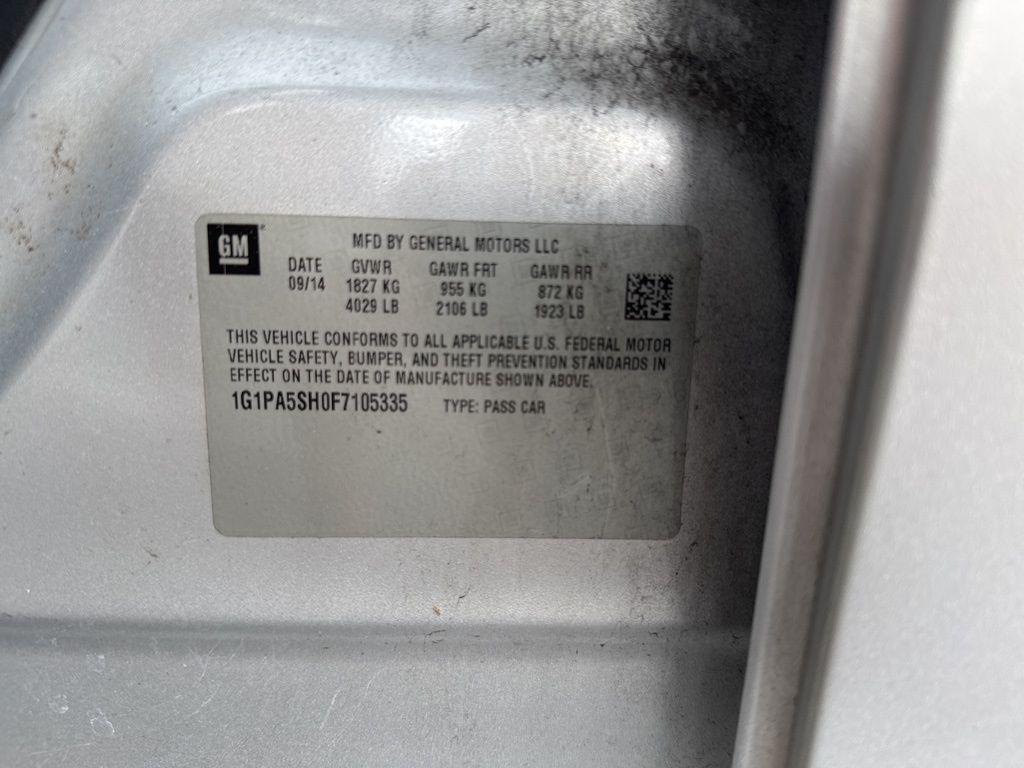 GM
MFD BY GENERAL MOTORS LLC
DATE GVWR GAWR FRT GAWR RR
09/14 1827 KG 955 KG 872 KG
4029 LB 2106 LB 1923 LB
THIS VEHICLE CONFORMS TO ALL APPLICABLE U.S. FEDERAL MOTOR
VEHICLE SAFETY, BUMPER, AND THEFT PREVENTION STANDARDS IN
EFFECT ON THE DATE OF MANUFACTURE SHOWN ABOVE.
1G1PA5SH0F7105335 TYPE: PASS CAR